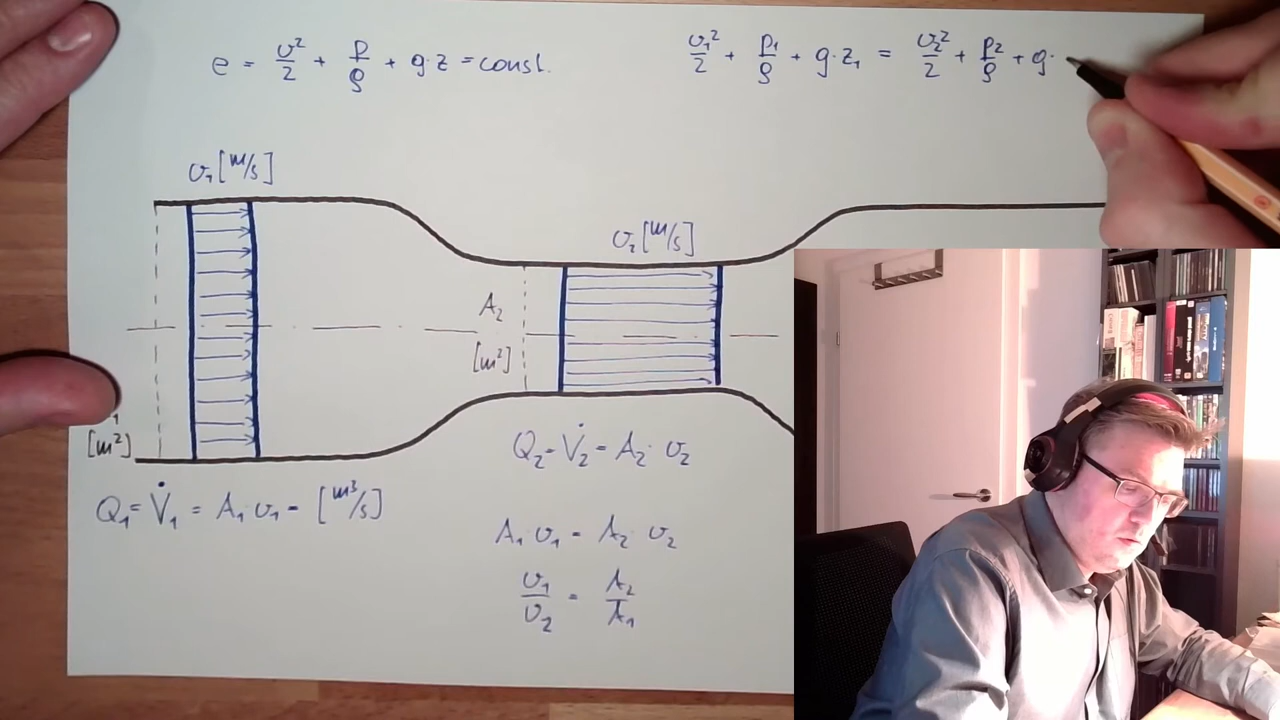 e = v²/2 + p/ρ + g·z = const.
v₁²/2 + p₁/ρ + g·z₁ = v₂²/2 + p₂/ρ + g·
v₁ [m/s]
v₂ [m/s]
A₂
[m²]
[m²]
Q₂ = V̇₂ = A₂· v₂
Q₁ = V̇₁ = A₁·v₁ = [m³/s]
A₁·v₁ = A₂·v₂
v₁/v₂ = A₂/A₁